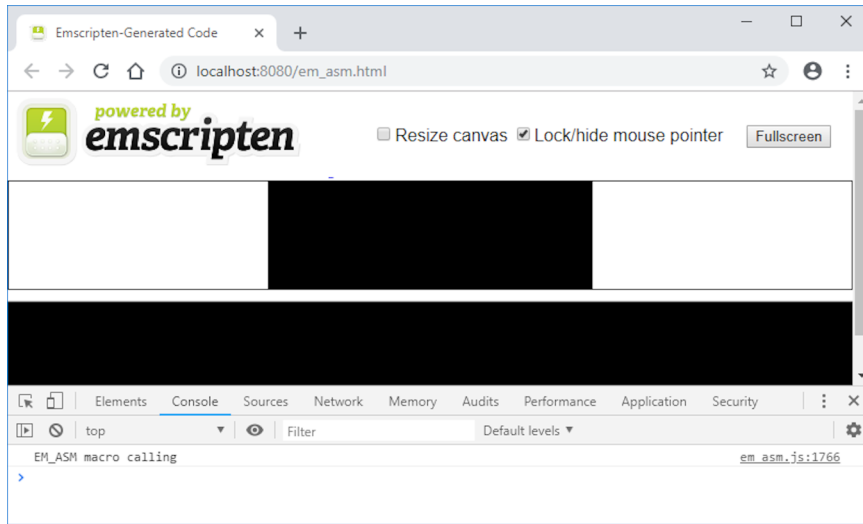 Emscripten-Generated Code
localhost:8080/em_asm.html
powered by
emscripten
Resize canvas Lock/hide mouse pointer Fullscreen
Elements Console Sources Network Memory Audits Performance Application Security
top Filter Default levels
EM_ASM macro calling em_asm.js:1766